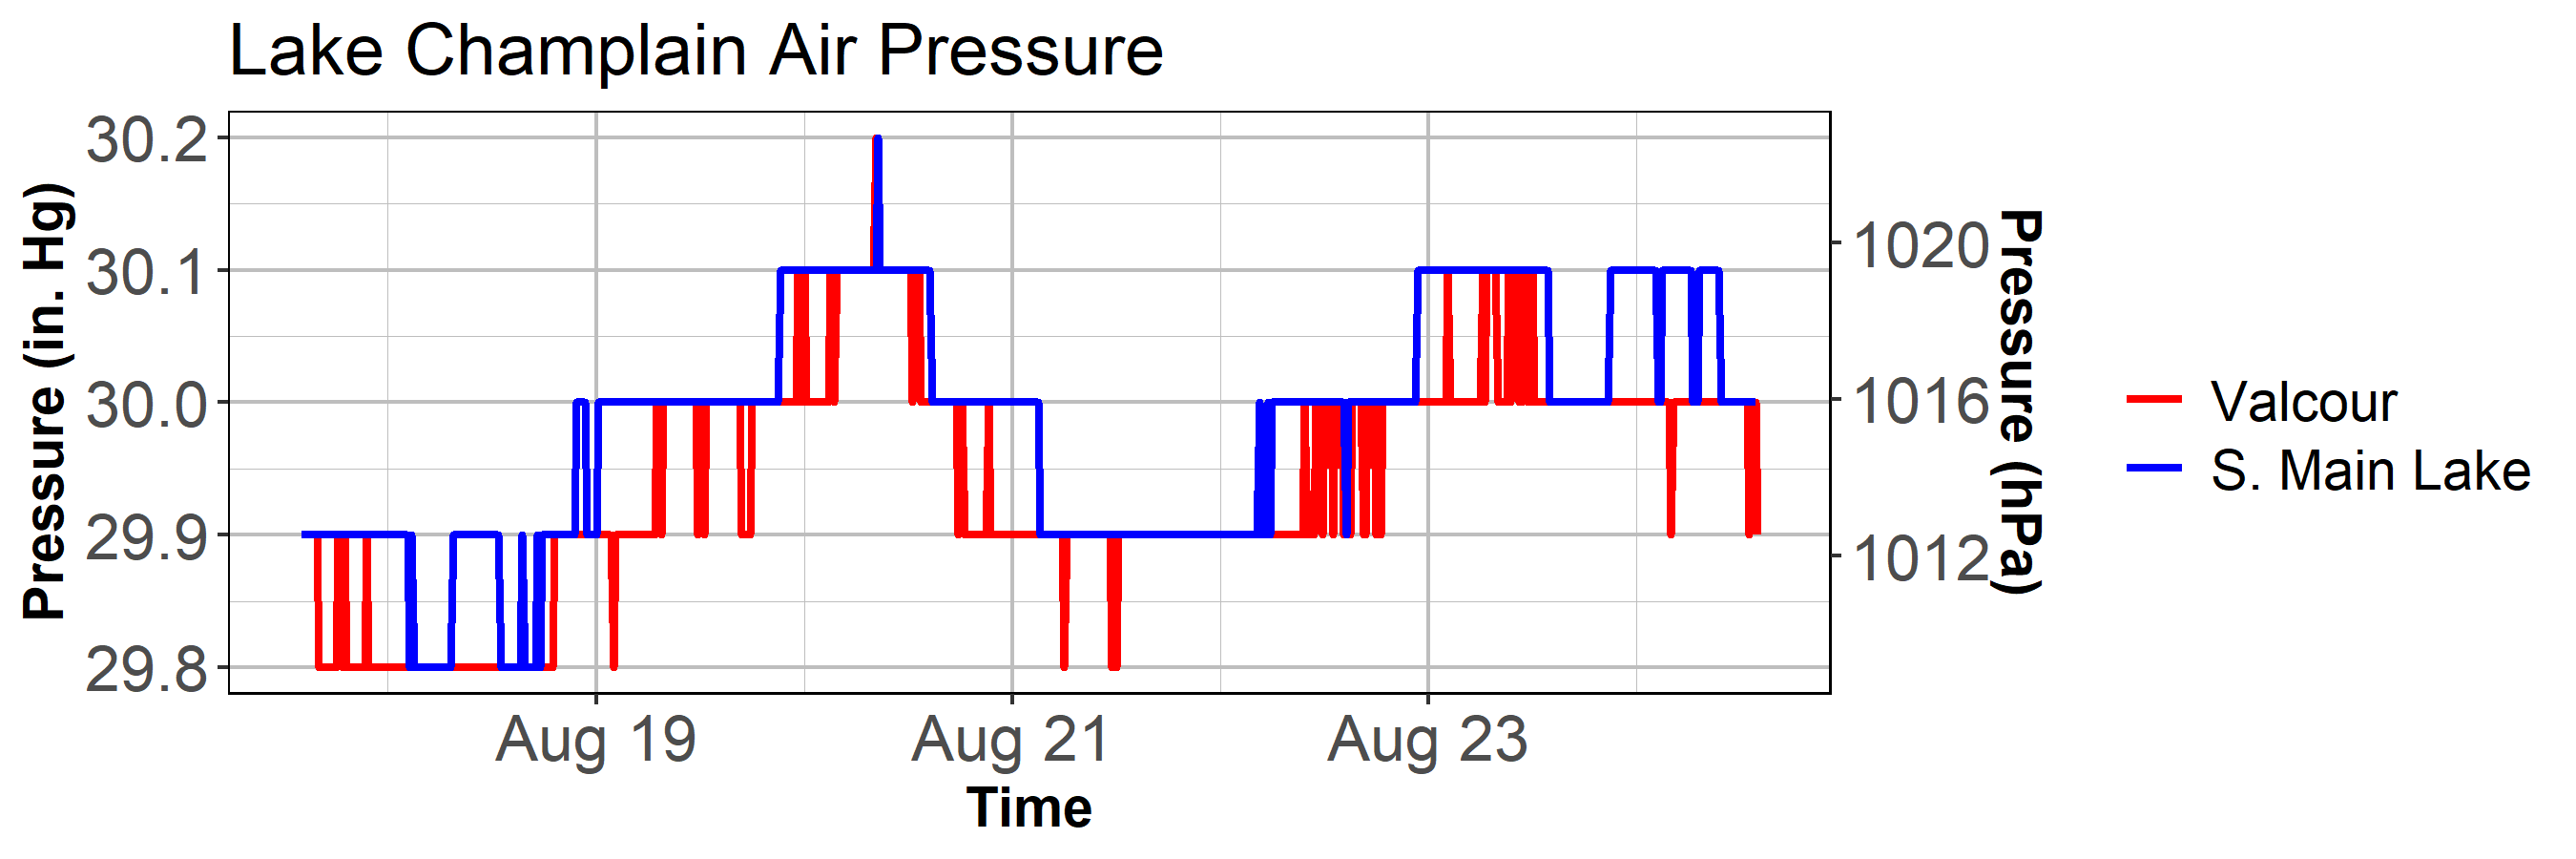 Lake Champlain Air Pressure
Pressure (in. Hg)
30.2
30.1
30.0
29.9
29.8
1020
1016
1012
Pressure (hPa)
Aug 19
Aug 21
Aug 23
Time
Valcour
S. Main Lake